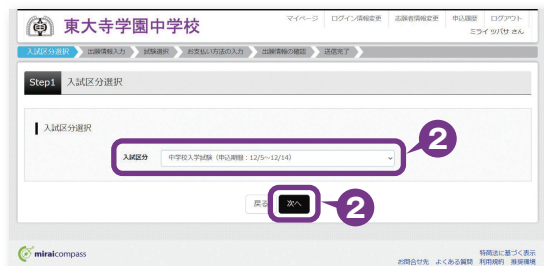 東大寺学園中学校
マイページ ログイン情報変更 志願者情報変更 申込履歴 ログアウト
ミライ ツバサ さん
入試区分選択 出願情報入力 試験選択 お支払い方法の入力 出願情報の確認 送信完了
Step1 入試区分選択
入試区分選択
入試区分 中学校入学試験（申込期間：12/5～12/14）
2
戻る 次へ
2
miraicompass
特商法に基づく表示
お問合せ先 よくある質問 利用規約 推奨環境